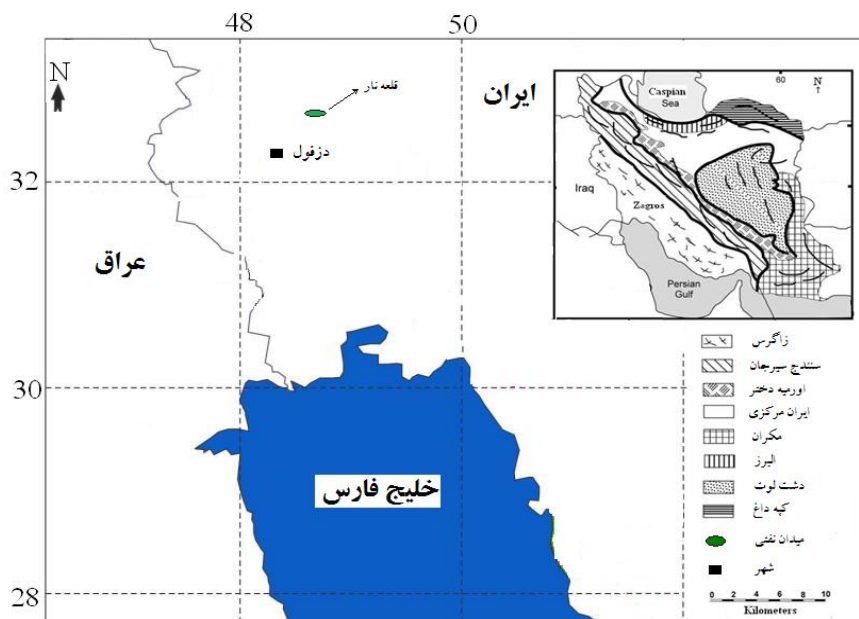 48
50
N
قلعه نار
ایران
60
N
Caspian
Sea
دزفول
32
Iraq
Zagros
عراق
Persian
Gulf
زاگرس
سنندج سیرجان
اورمیه دختر
30
ایران مرکزی
مکران
البرز
خلیج فارس
دشت لوت
کپه داغ
میدان نفتی
شهر
28
0 2 4 6 8 10
Kilometers